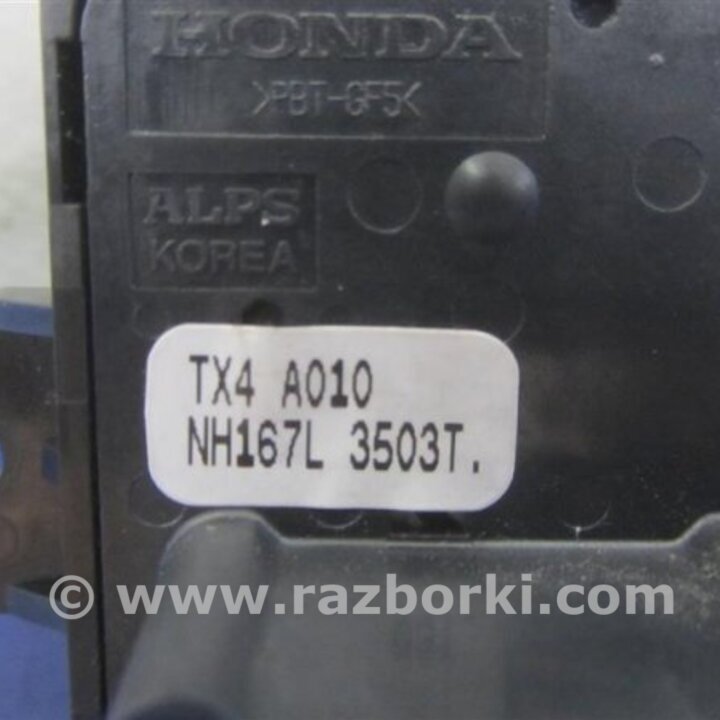 HONDA
>PBT-GF5<
ALPS
KOREA
TX4 A010
NH167L 3503T.
© www.razborki.com